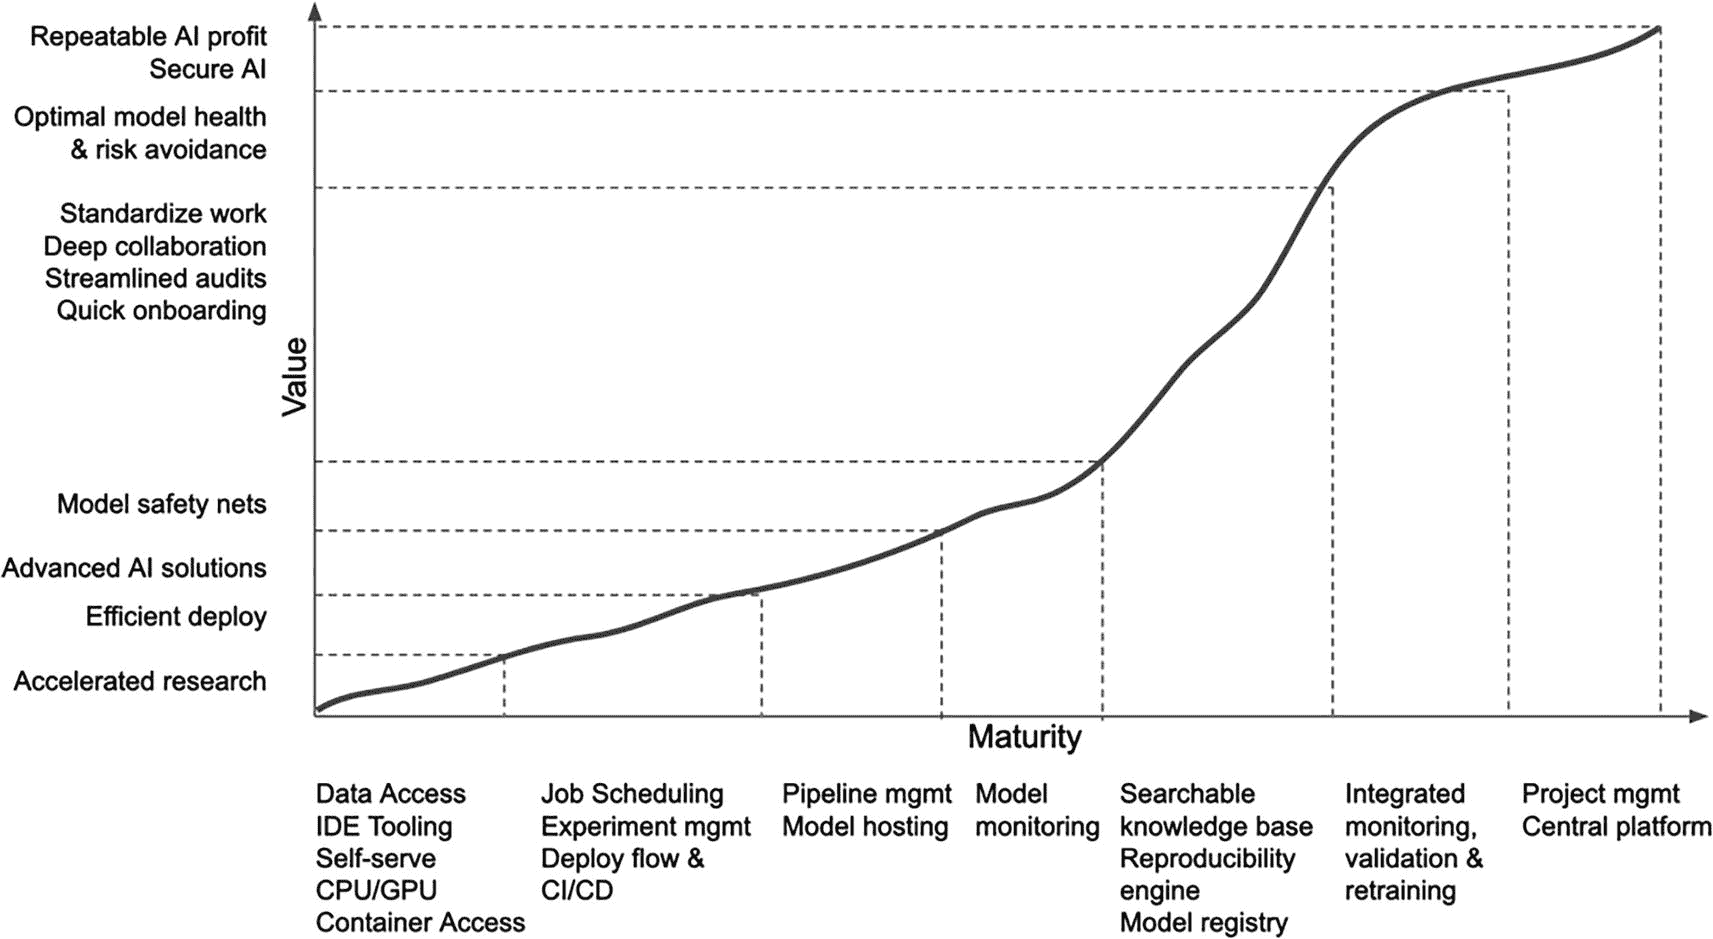 Repeatable AI profit
Secure AI
Optimal model health
& risk avoidance
Standardize work
Deep collaboration
Streamlined audits
Quick onboarding
Value
Model safety nets
Advanced AI solutions
Efficient deploy
Accelerated research
Maturity
Data Access
IDE Tooling
Self-serve
CPU/GPU
Container Access
Job Scheduling
Experiment mgmt
Deploy flow &
CI/CD
Pipeline mgmt
Model hosting
Model
monitoring
Searchable
knowledge base
Reproducibility
engine
Model registry
Integrated
monitoring,
validation &
retraining
Project mgmt
Central platform